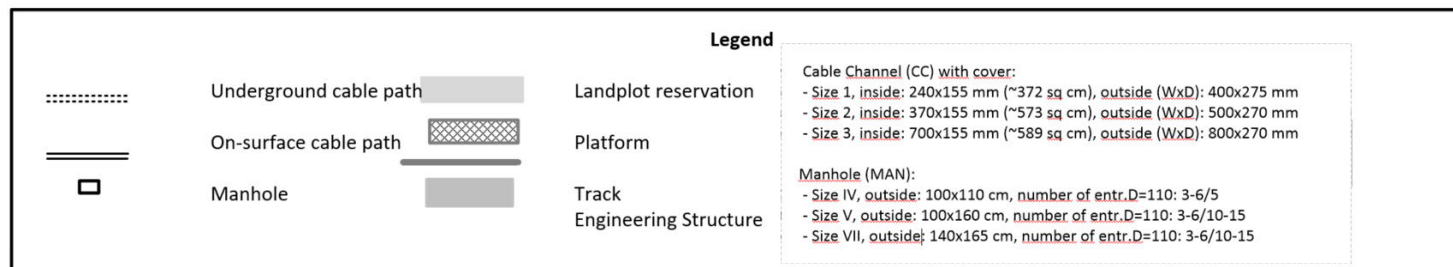 Legend
Underground cable path
On-surface cable path
Manhole
Landplot reservation
Platform
Track
Engineering Structure
Cable Channel (CC) with cover:
- Size 1, inside: 240x155 mm (~372 sq cm), outside (WxD): 400x275 mm
- Size 2, inside: 370x155 mm (~573 sq cm), outside (WxD): 500x270 mm
- Size 3, inside: 700x155 mm (~589 sq cm), outside (WxD): 800x270 mm
Manhole (MAN):
- Size IV, outside: 100x110 cm, number of entr.D=110: 3-6/5
- Size V, outside: 100x160 cm, number of entr.D=110: 3-6/10-15
- Size VII, outside: 140x165 cm, number of entr.D=110: 3-6/10-15